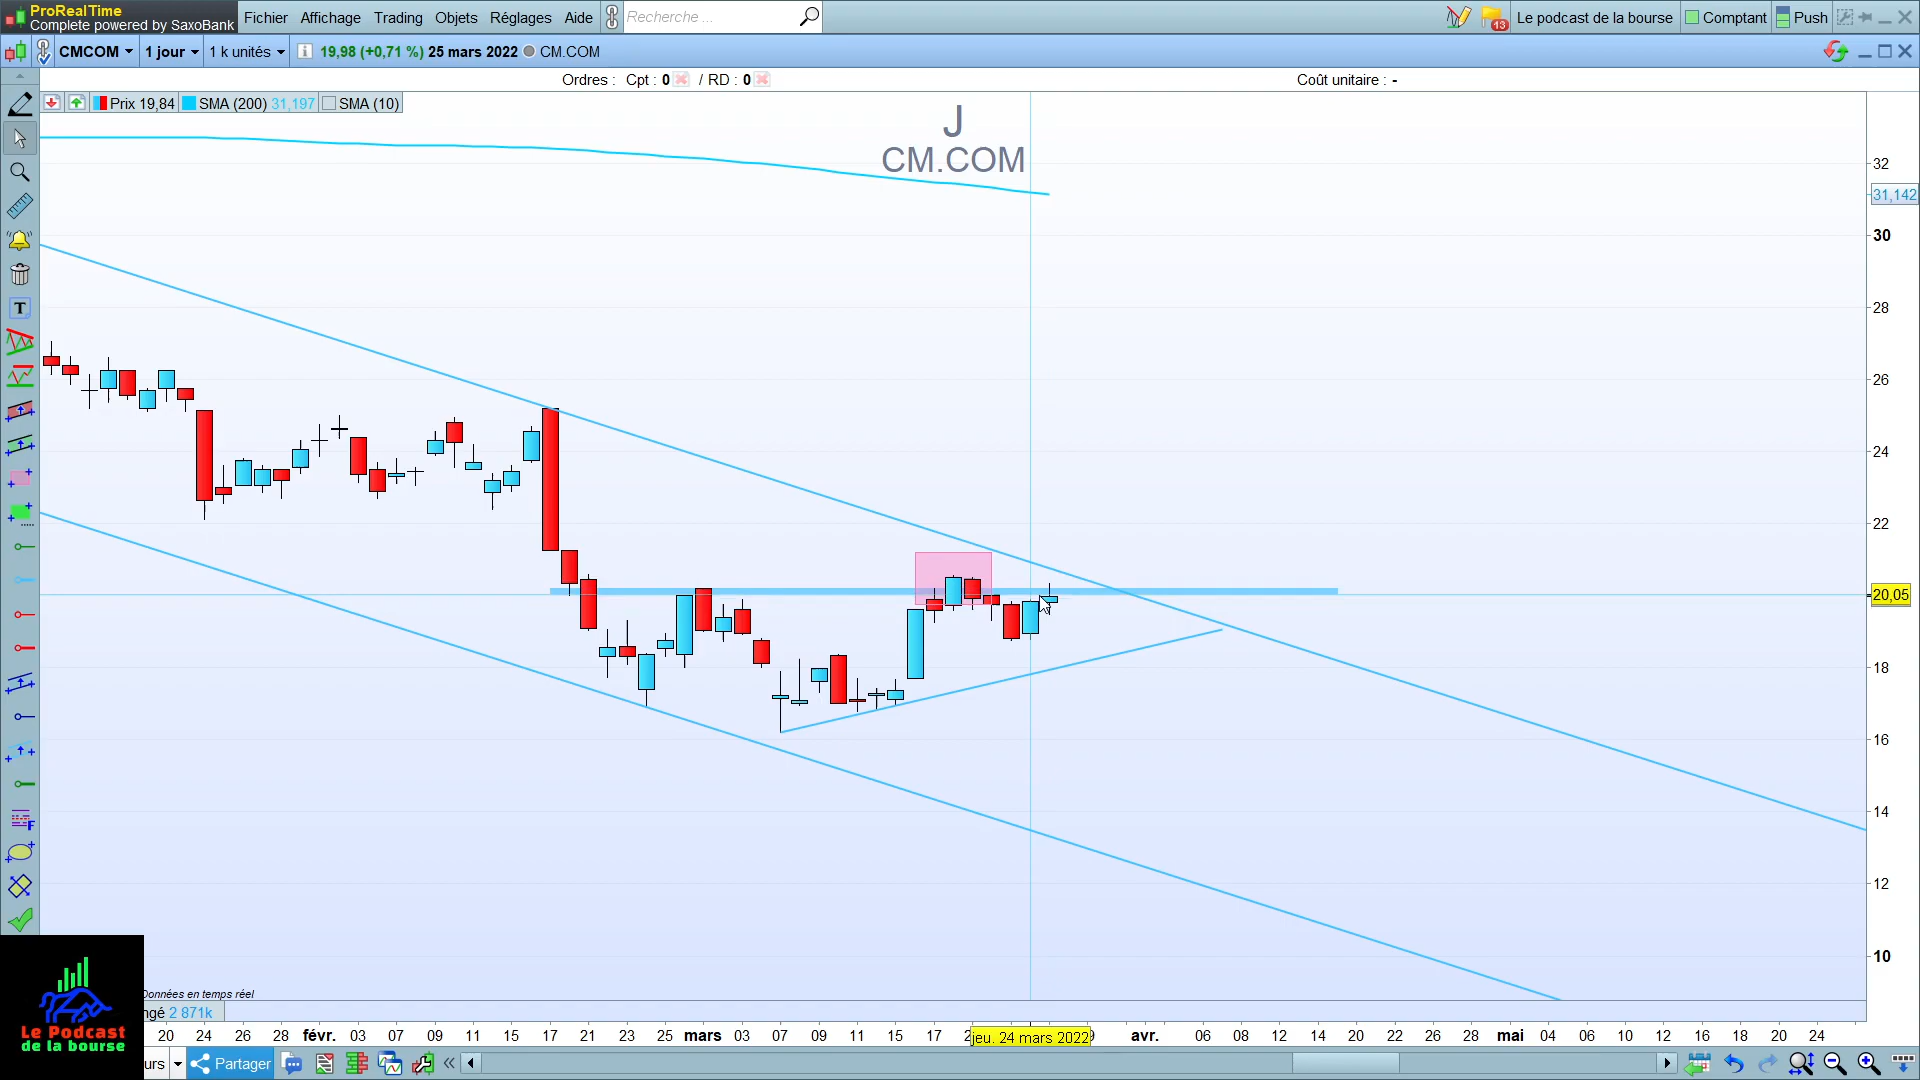 ProRealTime
Complete powered by SaxoBank
Fichier Affichage Trading Objets Réglages Aide
Recherche ...
13
Le podcast de la bourse
Comptant
Push
CMCOM
1 jour
1 k unités
19,98 (+0,71 %) 25 mars 2022 CM.COM
Ordres : Cpt : 0 / RD : 0
Coût unitaire : -
Prix 19,84
SMA (200) 31,197
SMA (10)
J
CM.COM
32
31,142
30
28
26
24
22
20,05
18
16
14
12
10
T
F
Données en temps réel
ngé 2 871k
20 24 26 28 févr. 03 07 09 11 15 17 21 23 25 mars 03 07 09 11 15 17 jeu. 24 mars 2022 avr. 06 08 12 14 20 22 26 28 mai 04 06 10 12 16 18 20 24
Le Podcast
de la bourse
urs
Partager